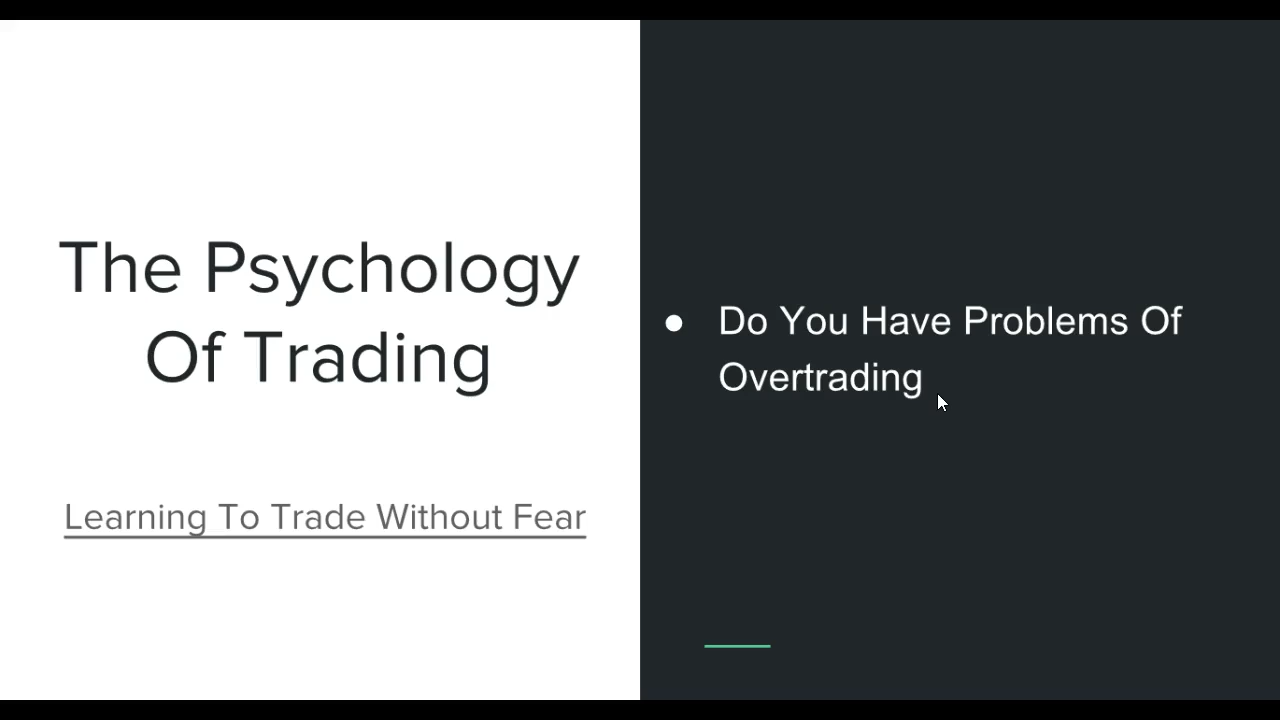 The Psychology
Of Trading
Learning To Trade Without Fear
● Do You Have Problems Of
Overtrading